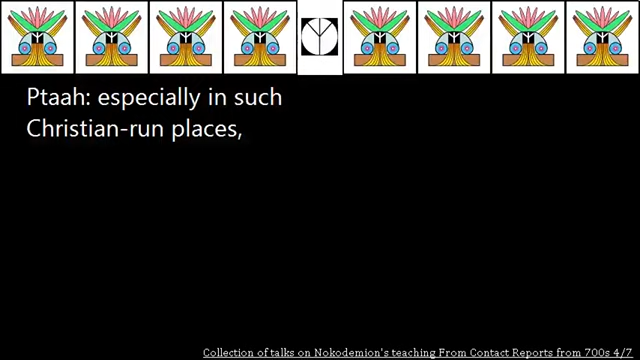 Ptaah: especially in such
Christian-run places,
Collection of talks on Nokodemion's teaching From Contact Reports from 700s 4/7